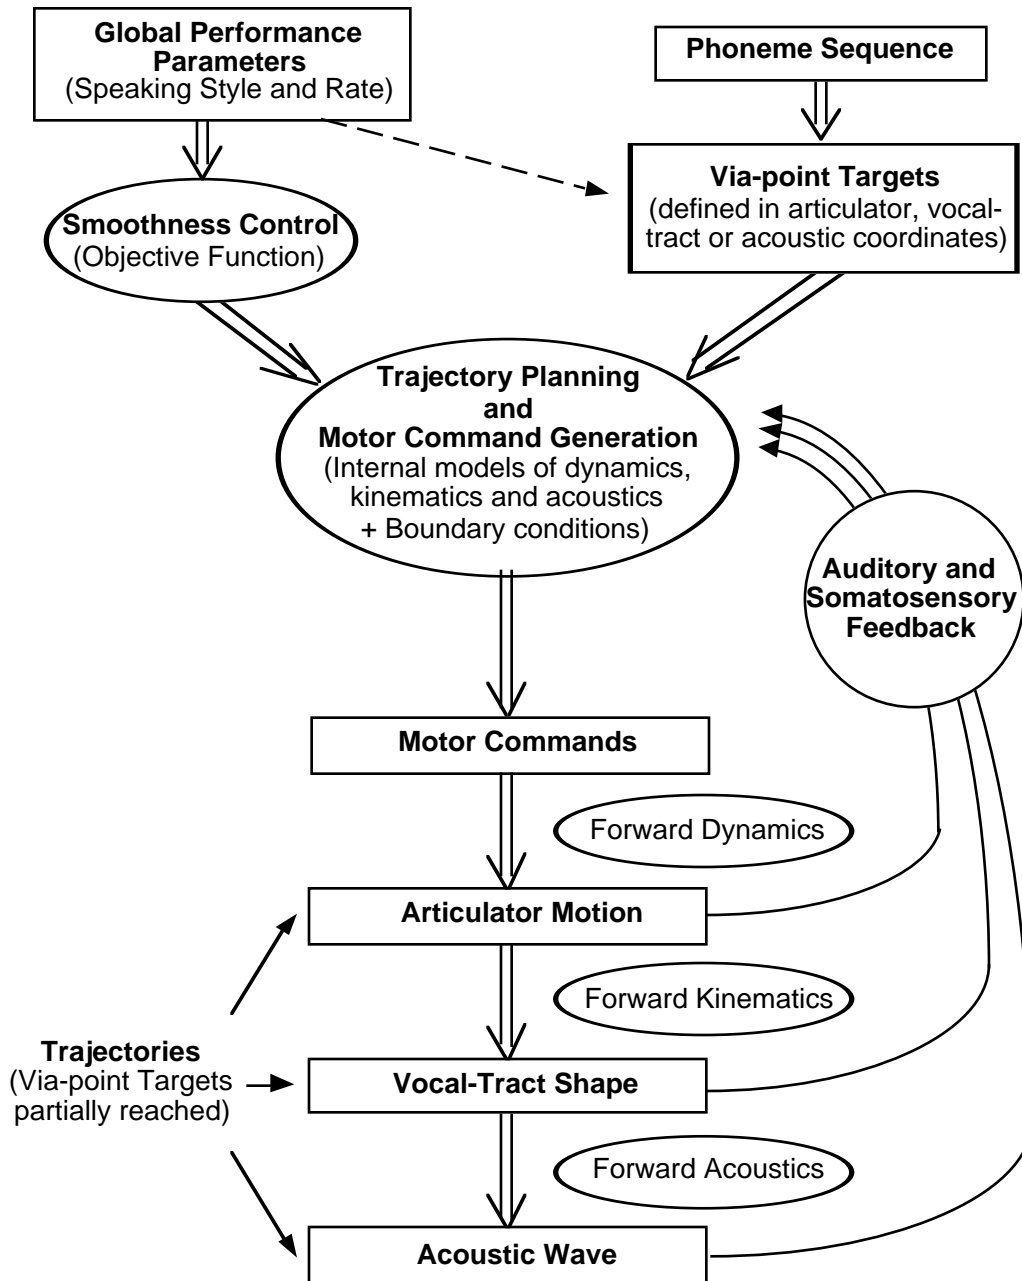 Global Performance
Parameters
(Speaking Style and Rate)
Phoneme Sequence
Via-point Targets
(defined in articulator, vocal-
tract or acoustic coordinates)
Smoothness Control
(Objective Function)
Trajectory Planning
and
Motor Command Generation
(Internal models of dynamics,
kinematics and acoustics
+ Boundary conditions)
Auditory and
Somatosensory
Feedback
Motor Commands
Forward Dynamics
Articulator Motion
Forward Kinematics
Trajectories
(Via-point Targets
partially reached)
Vocal-Tract Shape
Forward Acoustics
Acoustic Wave